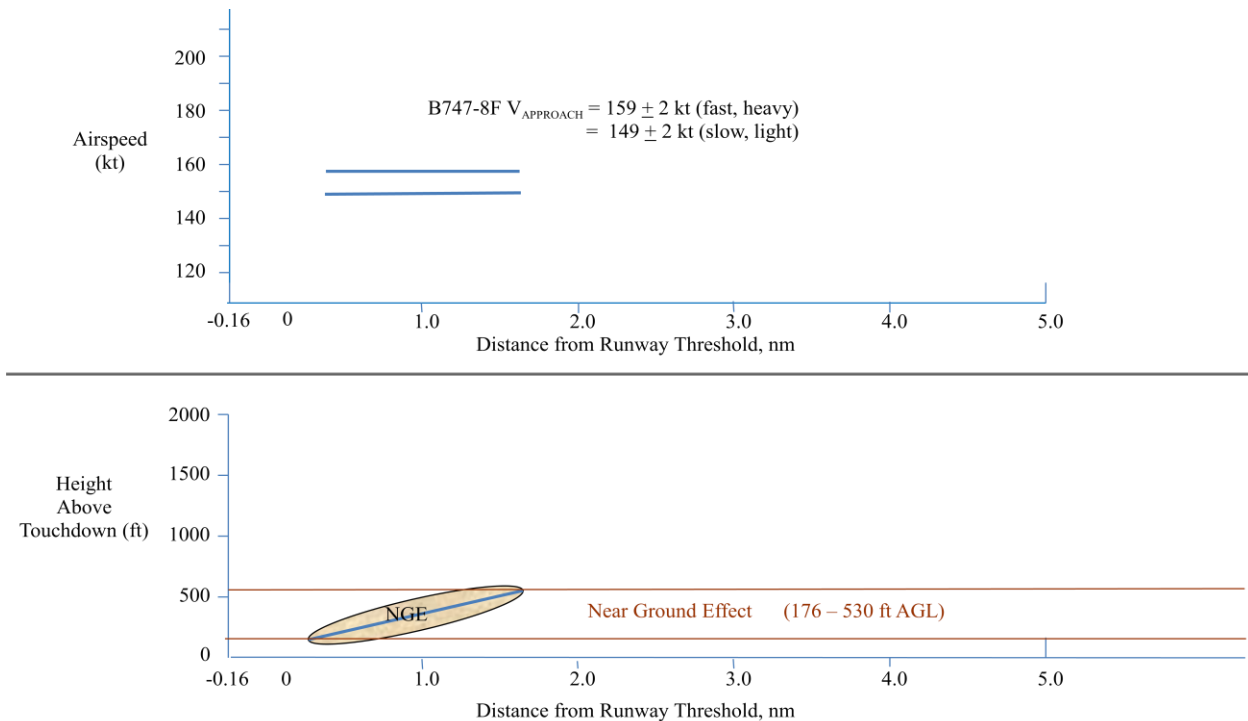 200
180
160
140
120
Airspeed
(kt)
B747-8F V_APPROACH = 159 ± 2 kt (fast, heavy)
= 149 ± 2 kt (slow, light)
-0.16 0 1.0 2.0 3.0 4.0 5.0
Distance from Runway Threshold, nm
2000
1500
1000
500
0
Height
Above
Touchdown (ft)
NGE
Near Ground Effect (176 – 530 ft AGL)
-0.16 0 1.0 2.0 3.0 4.0 5.0
Distance from Runway Threshold, nm